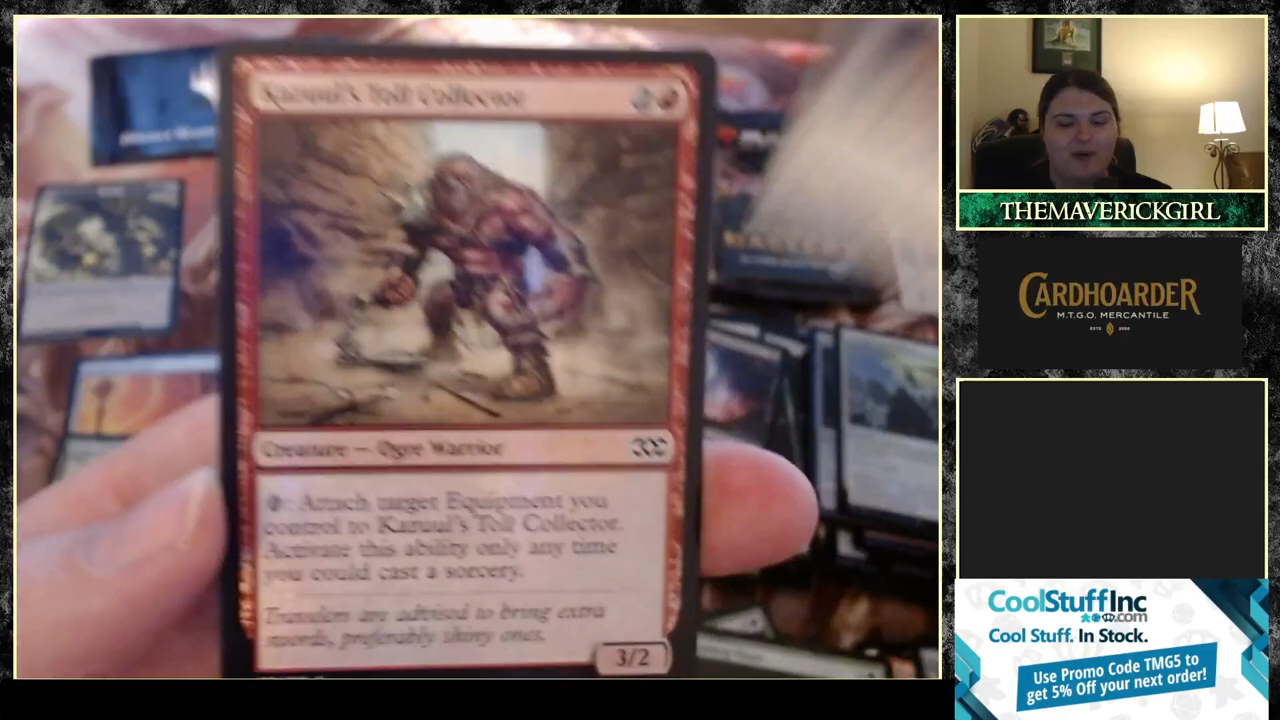 Kazuul's Toll Collector
Creature — Ogre Warrior
: Attach target Equipment you
control to Kazuul's Toll Collector.
Activate this ability only any time
you could cast a sorcery.
Travelers are advised to bring extra
swords, preferably shiny ones.
3/2
THEMAVERICKGIRL
CARDHOARDER
M.T.G.O. MERCANTILE
ESTD
CoolStuffInc
.com
Cool Stuff. In Stock.
Use Promo Code TMG5 to
get 5% Off your next order!